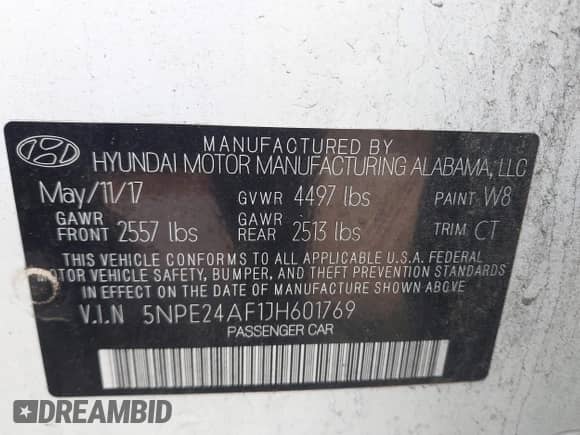 MANUFACTURED BY
HYUNDAI MOTOR MANUFACTURING ALABAMA, LLC
May/11/17 GVWR 4497 lbs PAINT W8
GAWR FRONT 2557 lbs GAWR REAR 2513 lbs TRIM CT
THIS VEHICLE CONFORMS TO ALL APPLICABLE U.S.A. FEDERAL
MOTOR VEHICLE SAFETY, BUMPER, AND THEFT PREVENTION STANDARDS
IN EFFECT ON THE DATE OF MANUFACTURE SHOWN ABOVE.
V.I.N 5NPE24AF1JH601769
PASSENGER CAR
DREAMBID